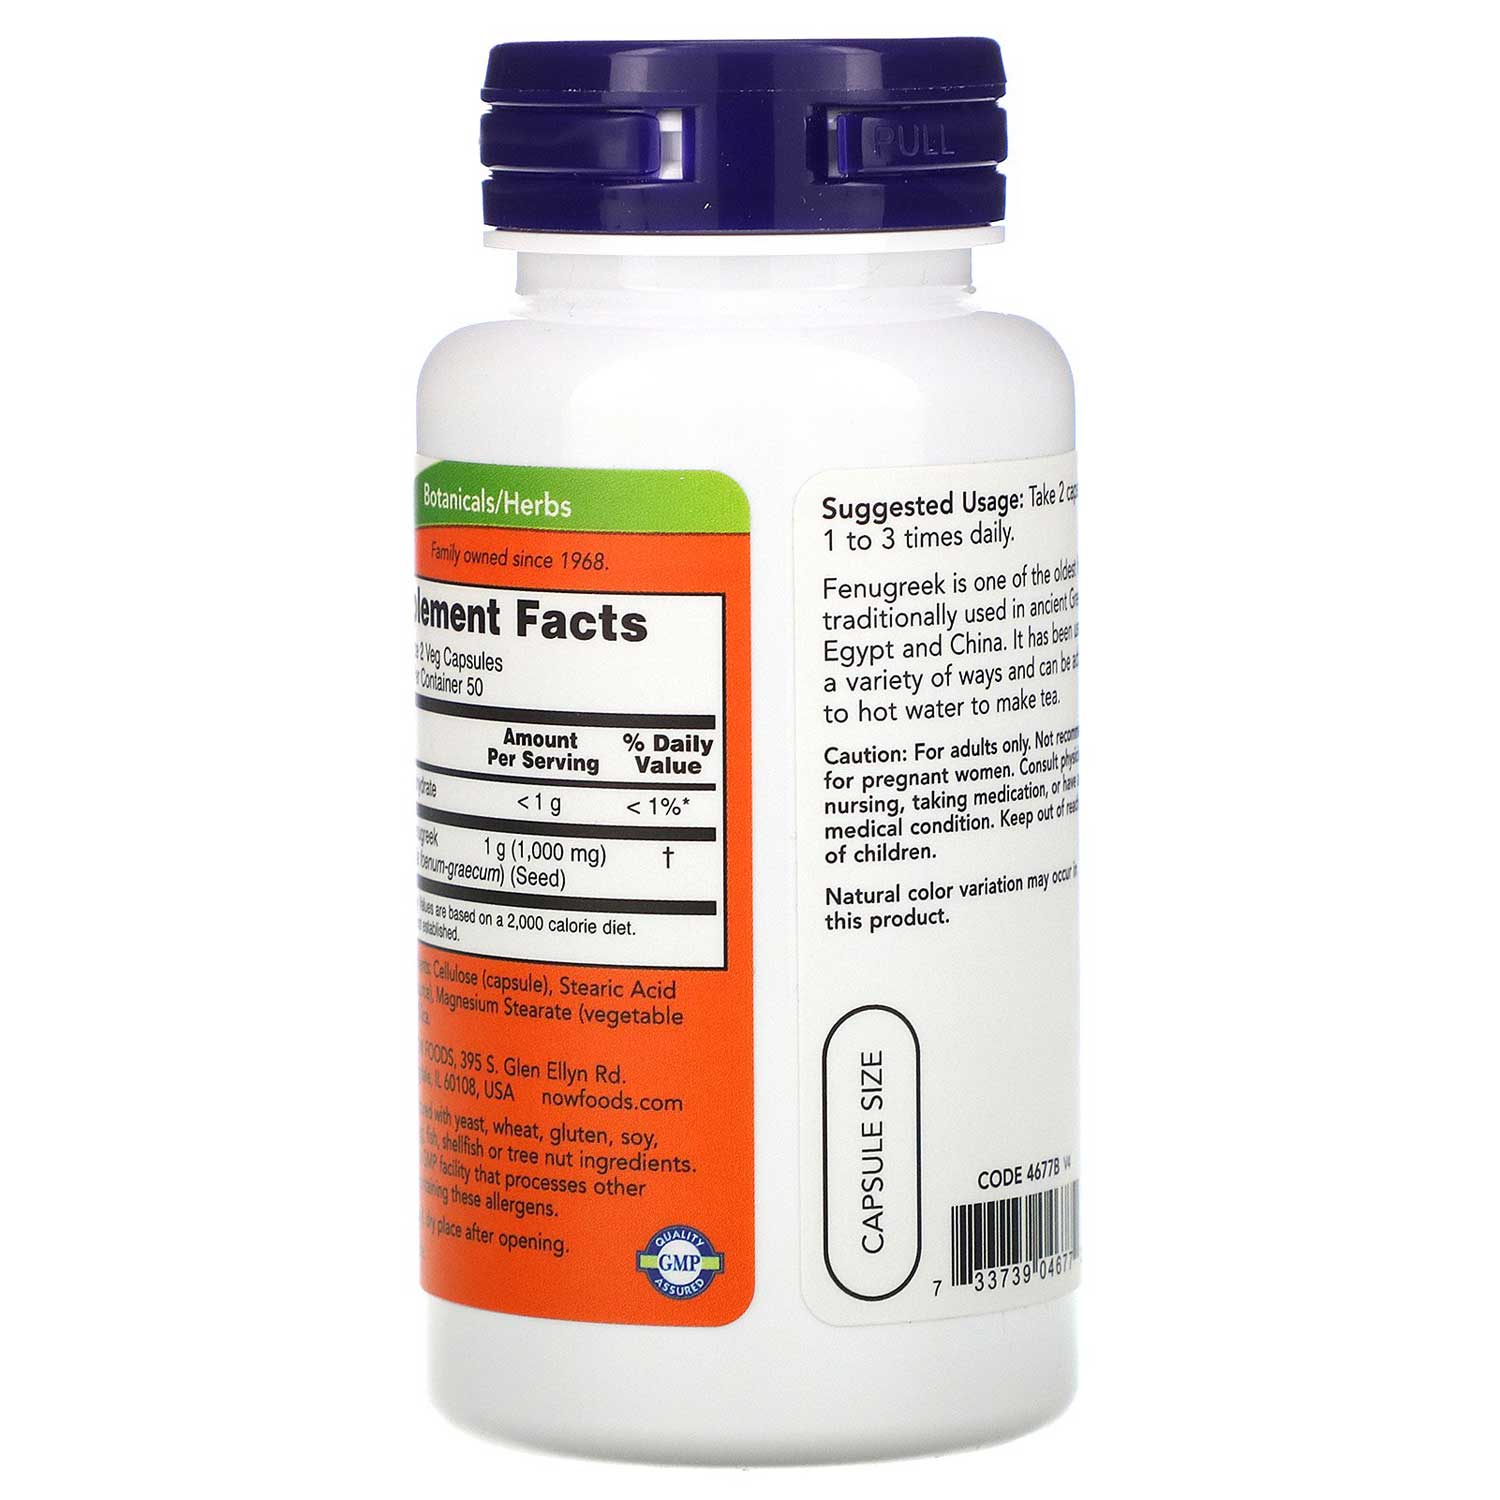 PULL
Botanicals/Herbs
Family owned since 1968.
Facts
2 Veg Capsules
Container 50
Amount
Per Serving
% Daily
Value
< 1 g
< 1%*
1 g (1,000 mg)
†
foenum-graecum) (Seed)
are based on a 2,000 calorie diet.
established.
Cellulose (capsule), Stearic Acid
Magnesium Stearate (vegetable
FOODS, 395 S. Glen Ellyn Rd.
IL 60108, USA nowfoods.com
with yeast, wheat, gluten, soy,
fish, shellfish or tree nut ingredients.
GMP facility that processes other
these allergens.
dry place after opening.
QUALITY
GMP
ASSURED
Suggested Usage: Take 2
1 to 3 times daily.
Fenugreek is one of the oldest
traditionally used in ancient
Egypt and China. It has been
a variety of ways and can be
to hot water to make tea.
Caution: For adults only. Not
for pregnant women. Consult
nursing, taking medication, or have
medical condition. Keep out of
of children.
Natural color variation may occur in
this product.
CAPSULE SIZE
CODE 4677B V4
7 33739 04677